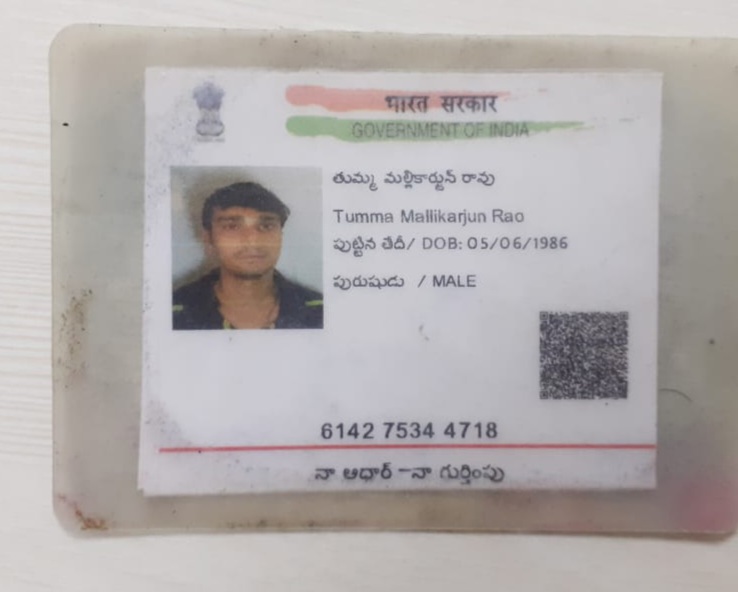 भारत सरकार
GOVERNMENT OF INDIA
తుమ్మ మల్లికార్జున్ రావు
Tumma Mallikarjun Rao
పుట్టిన తేదీ/ DOB: 05/06/1986
పురుషుడు / MALE
6142 7534 4718
నా ఆధార్ –నా గుర్తింపు